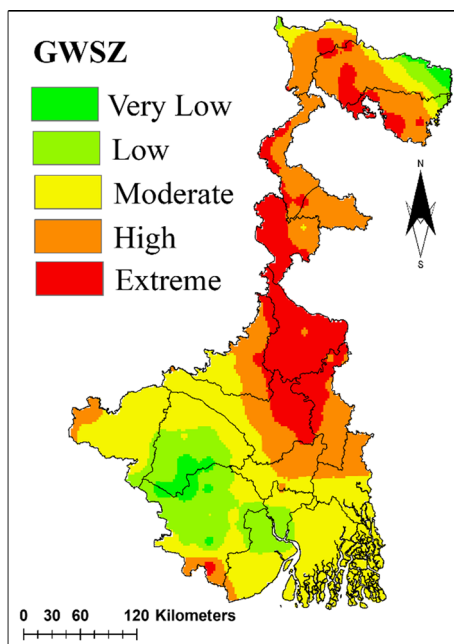 GWSZ
Very Low
Low
Moderate
High
Extreme
N
S
0 30 60 120 Kilometers